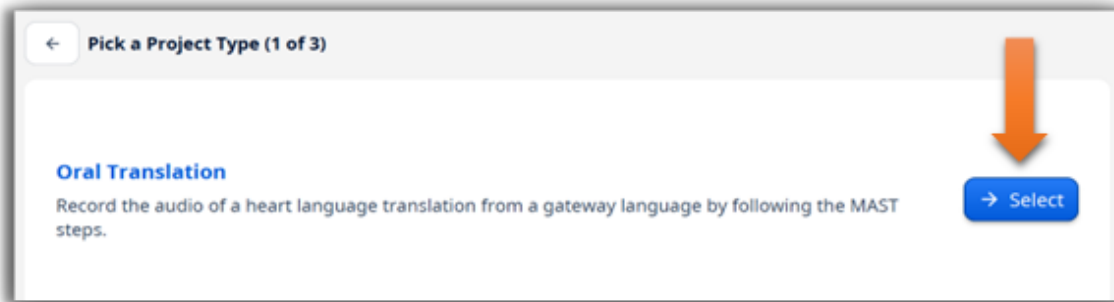 ← Pick a Project Type (1 of 3)
Oral Translation
Record the audio of a heart language translation from a gateway language by following the MAST
steps.
→ Select